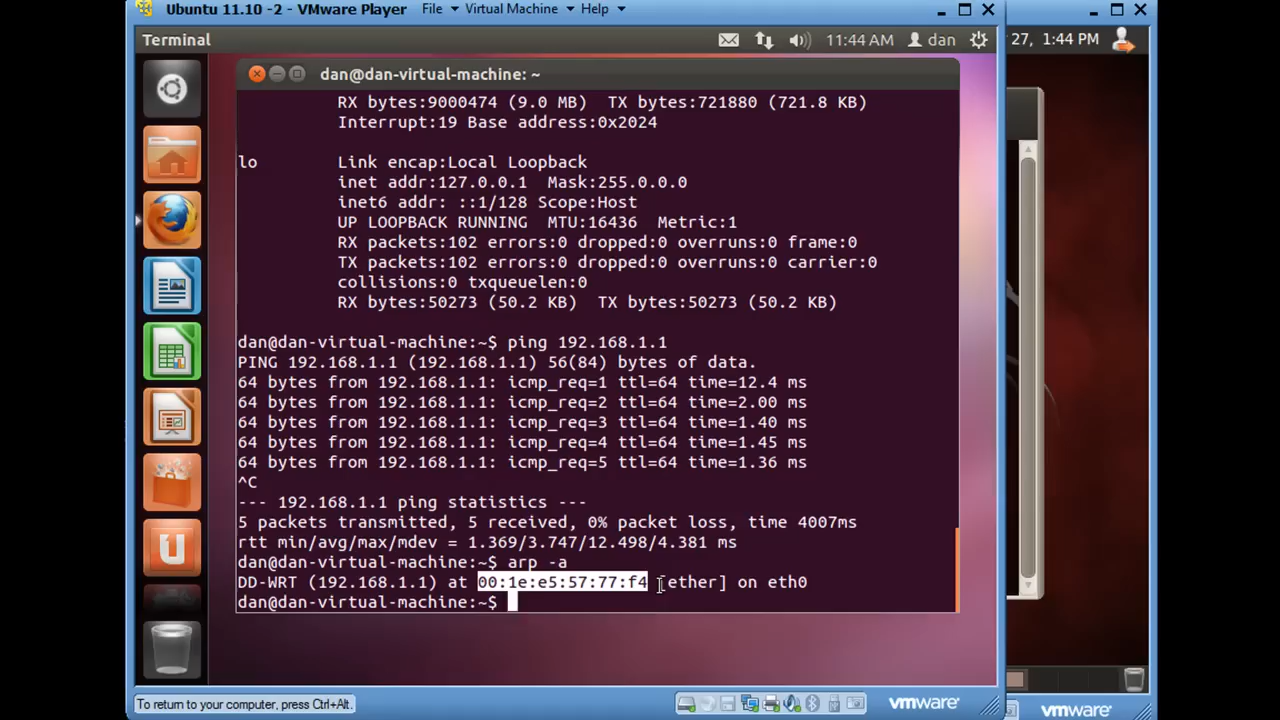 Ubuntu 11.10 -2 - VMware Player File Virtual Machine Help
Terminal 11:44 AM dan 27, 1:44 PM
dan@dan-virtual-machine: ~
RX bytes:9000474 (9.0 MB) TX bytes:721880 (721.8 KB)
Interrupt:19 Base address:0x2024
lo Link encap:Local Loopback
inet addr:127.0.0.1 Mask:255.0.0.0
inet6 addr: ::1/128 Scope:Host
UP LOOPBACK RUNNING MTU:16436 Metric:1
RX packets:102 errors:0 dropped:0 overruns:0 frame:0
TX packets:102 errors:0 dropped:0 overruns:0 carrier:0
collisions:0 txqueuelen:0
RX bytes:50273 (50.2 KB) TX bytes:50273 (50.2 KB)
dan@dan-virtual-machine:~$ ping 192.168.1.1
PING 192.168.1.1 (192.168.1.1) 56(84) bytes of data.
64 bytes from 192.168.1.1: icmp_req=1 ttl=64 time=12.4 ms
64 bytes from 192.168.1.1: icmp_req=2 ttl=64 time=2.00 ms
64 bytes from 192.168.1.1: icmp_req=3 ttl=64 time=1.40 ms
64 bytes from 192.168.1.1: icmp_req=4 ttl=64 time=1.45 ms
64 bytes from 192.168.1.1: icmp_req=5 ttl=64 time=1.36 ms
^C
--- 192.168.1.1 ping statistics ---
5 packets transmitted, 5 received, 0% packet loss, time 4007ms
rtt min/avg/max/mdev = 1.369/3.747/12.498/4.381 ms
dan@dan-virtual-machine:~$ arp -a
DD-WRT (192.168.1.1) at 00:1e:e5:57:77:f4 [ether] on eth0
dan@dan-virtual-machine:~$
To return to your computer, press Ctrl+Alt. vmware vmware